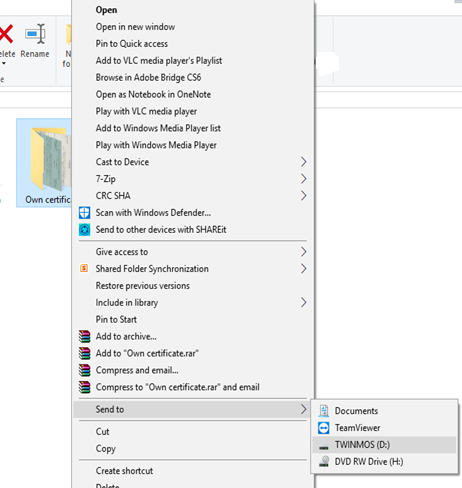 elete
Rename
N
fo
e
Own certificat
Open
Open in new window
Pin to Quick access
Add to VLC media player's Playlist
Browse in Adobe Bridge CS6
Open as Notebook in OneNote
Play with VLC media player
Add to Windows Media Player list
Play with Windows Media Player
Cast to Device
7-Zip
CRC SHA
Scan with Windows Defender...
Send to other devices with SHAREit
Give access to
Shared Folder Synchronization
Restore previous versions
Include in library
Pin to Start
Add to archive...
Add to "Own certificate.rar"
Compress and email...
Compress to "Own certificate.rar" and email
Send to
Cut
Copy
Create shortcut
Delete
Documents
TeamViewer
TWINMOS (D:)
DVD RW Drive (H:)